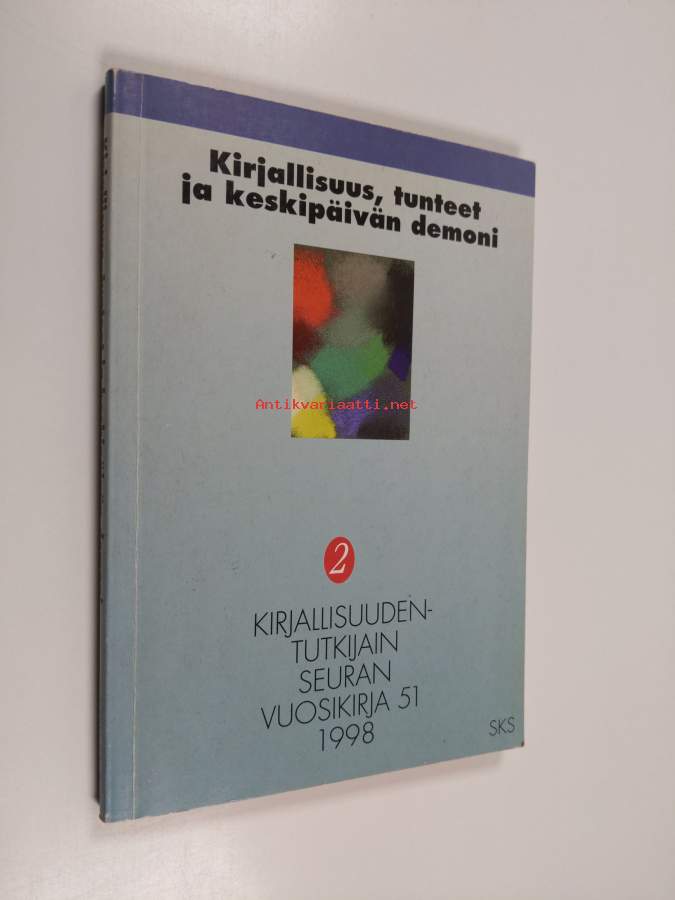 Kirjallisuus, tunteet
ja keskipäivän demoni
Antikvariaatti.net
2
KIRJALLISUUDEN-
TUTKIJAIN
SEURAN
VUOSIKIRJA 51
1998
SKS